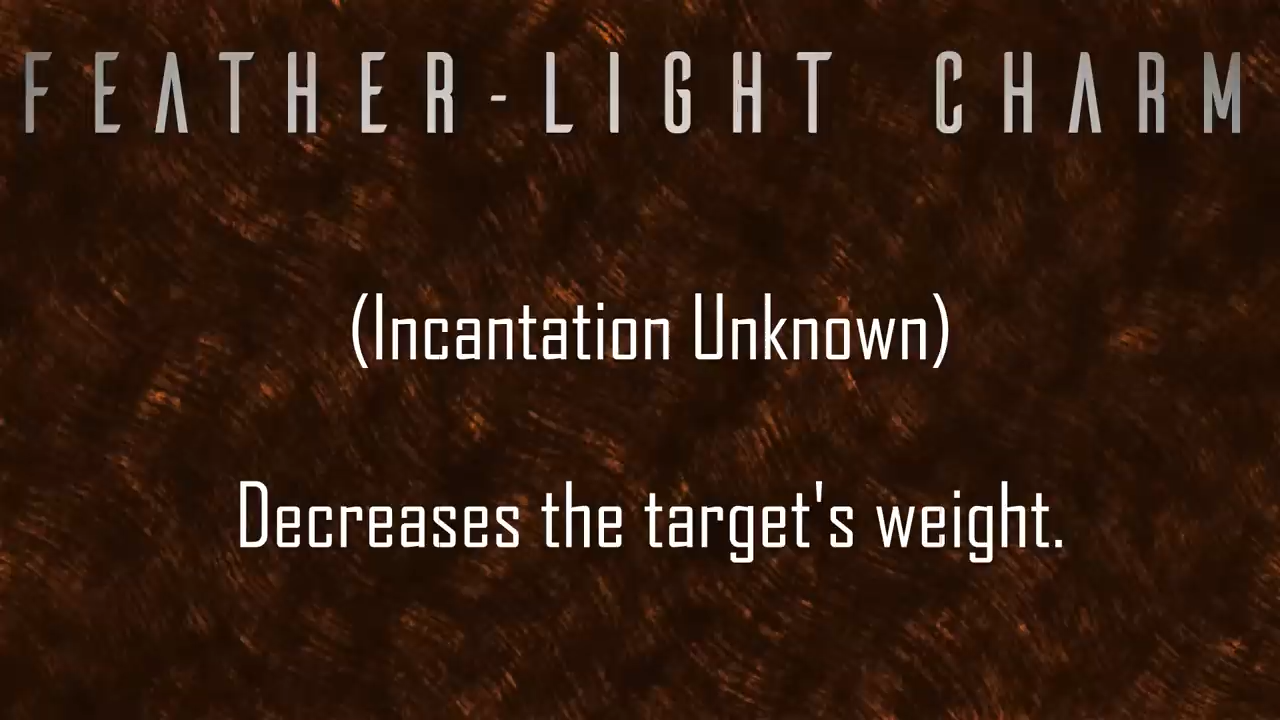 FEATHER-LIGHT CHARM
(Incantation Unknown)
Decreases the target's weight.